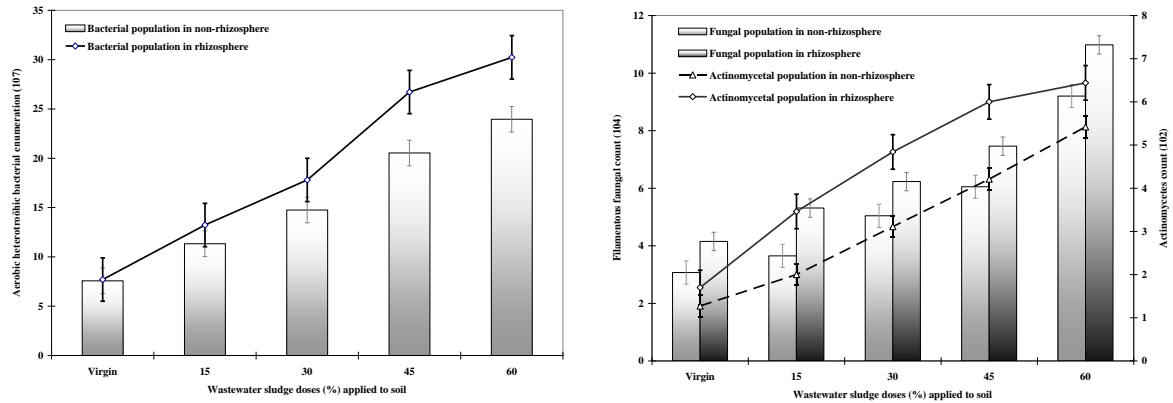 35
30
25
20
15
10
5
0
Aerobic heterotroôhic bacterial enumeration (107)
Bacterial population in non-rhizosphere
Bacterial population in rhizosphere
Virgin 15 30 45 60
Wastewater sludge doses (%) applied to soil
12
10
8
6
4
2
0
Filamentous faungal count (104)
Fungal population in non-rhizosphere
Fungal population in rhizosphere
Actinomycetal population in non-rhizosphere
Actinomycetal population in rhizosphere
8
7
6
5
4
3
2
1
0
Actinomycetes count (102)
Virgin 15 30 45 60
Wastewater sludge doses (%) applied to soil